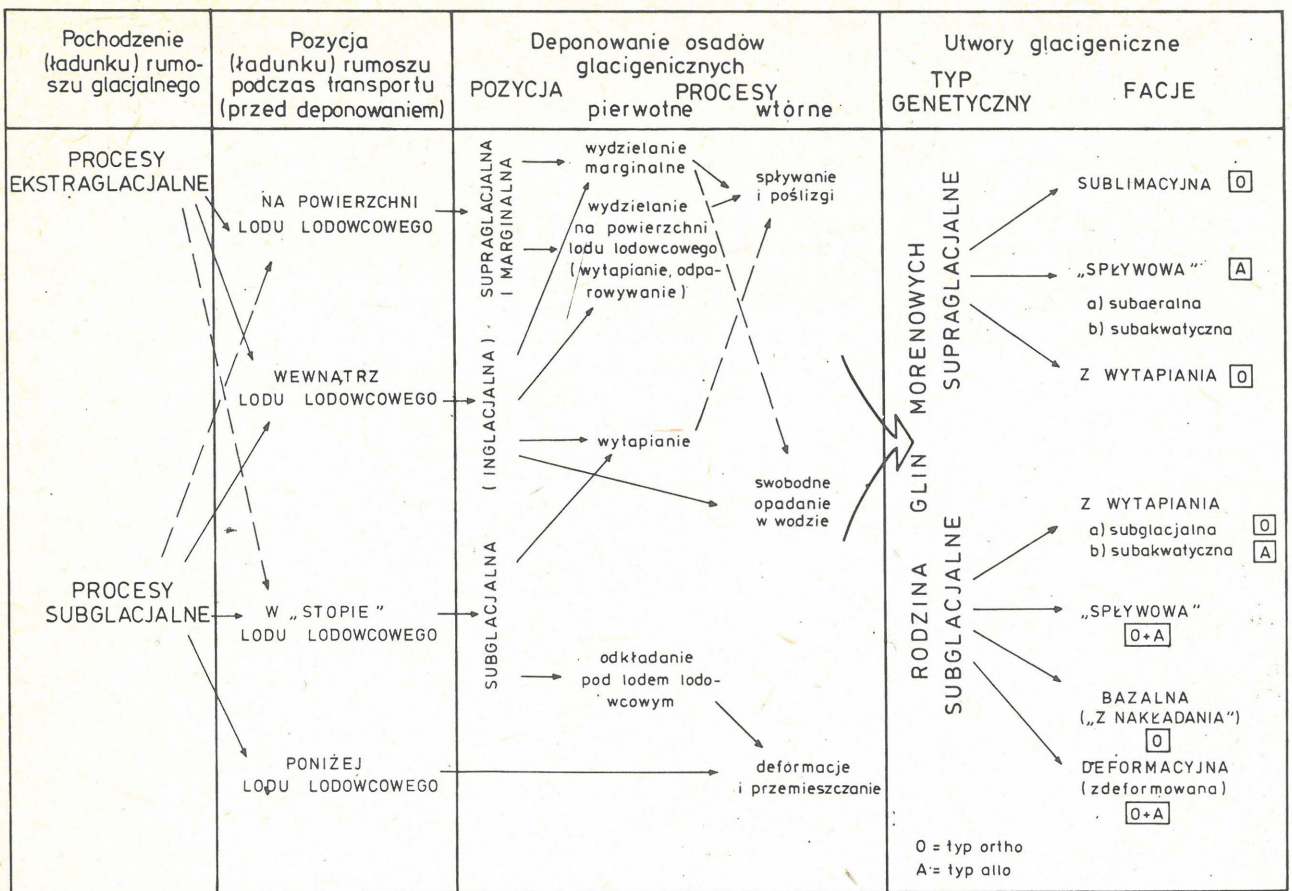 Pochodzenie
(ładunku) rumo-
szu glacjalnego
Pozycja
(ładunku) rumoszu
podczas transportu
(przed deponowaniem)
Deponowanie osadów
glacigenicznych
POZYCJA
PROCESY
pierwotne
wtórne
Utwory glacigeniczne
TYP
GENETYCZNY
FACJE
PROCESY
EKSTRAGLACJALNE
PROCESY
SUBGLACJALNE
NA POWIERZCHNI
LODU LODOWCOWEGO
WEWNĄTRZ
LODU LODOWCOWEGO
W „STOPIE"
LODU LODOWCOWEGO
PONIŻEJ
LODU LODOWCOWEGO
SUPRAGLACJALNA
I MARGINALNA
(INGLACJALNA)
SUBGLACJALNA
wydzielanie
marginalne
wydzielanie
na powierzchni
lodu lodowcowego
(wytapianie, odpa-
rowywanie)
wytapianie
odkładanie
pod lodem lodo-
wcowym
spływanie
i poślizgi
swobodne
opadanie
w wodzie
deformacje
i przemieszczanie
RODZINA GLIN MORENOWYCH
SUPRAGLACJALNE
SUBGLACJALNE
SUBLIMACYJNA O
„SPŁYWOWA" A
a) subaeralna
b) subakwatyczna
Z WYTAPIANIA O
Z WYTAPIANIA
a) subglacjalna O
b) subakwatyczna A
„SPŁYWOWA"
O+A
BAZALNA
(„Z NAKŁADANIA")
O
DEFORMACYJNA
(zdeformowana)
O+A
O = typ ortho
A = typ allo